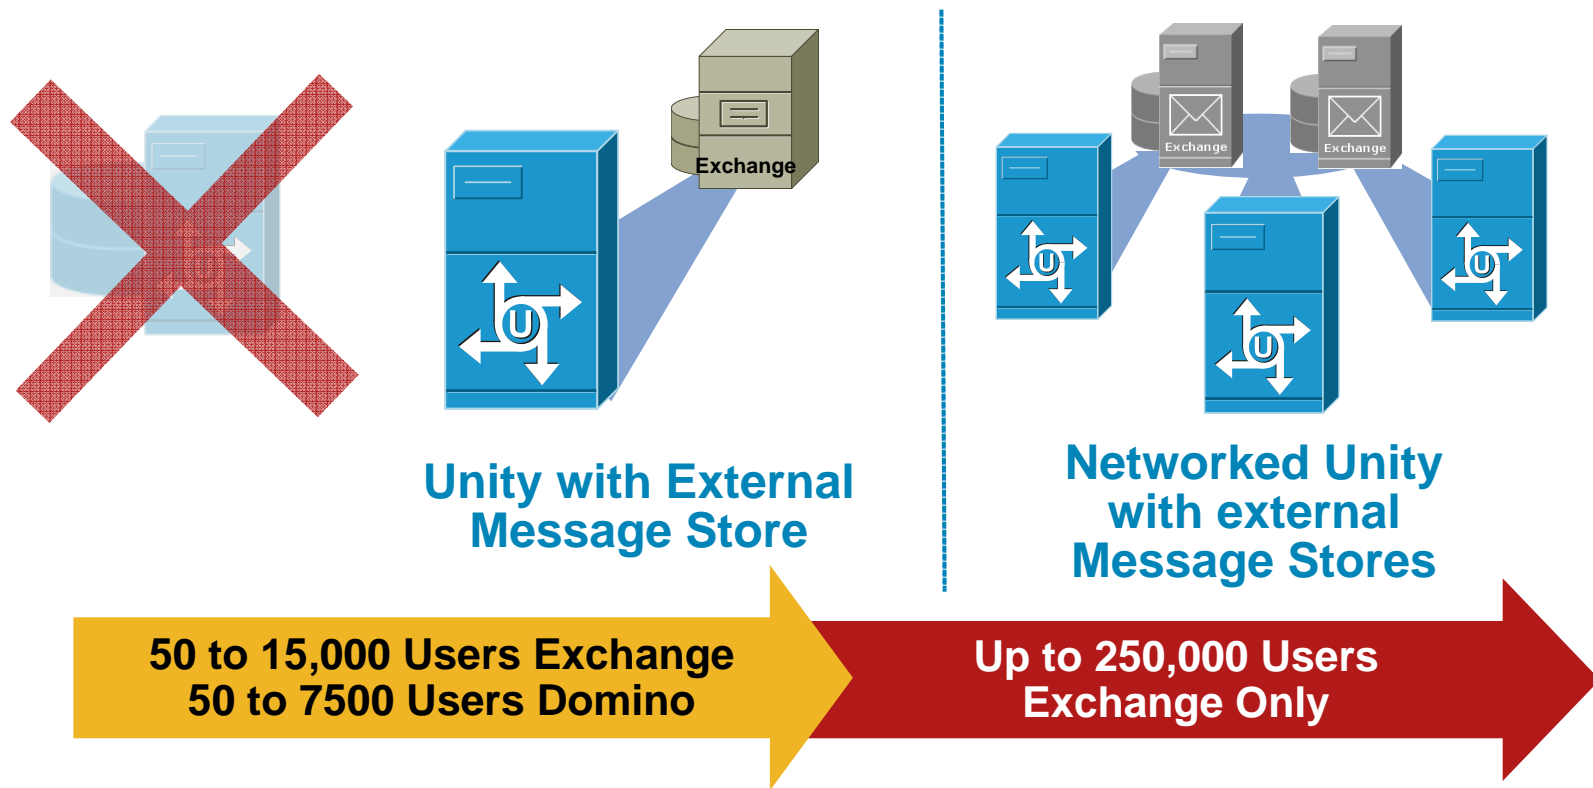 Exchange
Exchange
Exchange
U
U
U
U
Unity with External
Message Store
Networked Unity
with external
Message Stores
50 to 15,000 Users Exchange
50 to 7500 Users Domino
Up to 250,000 Users
Exchange Only